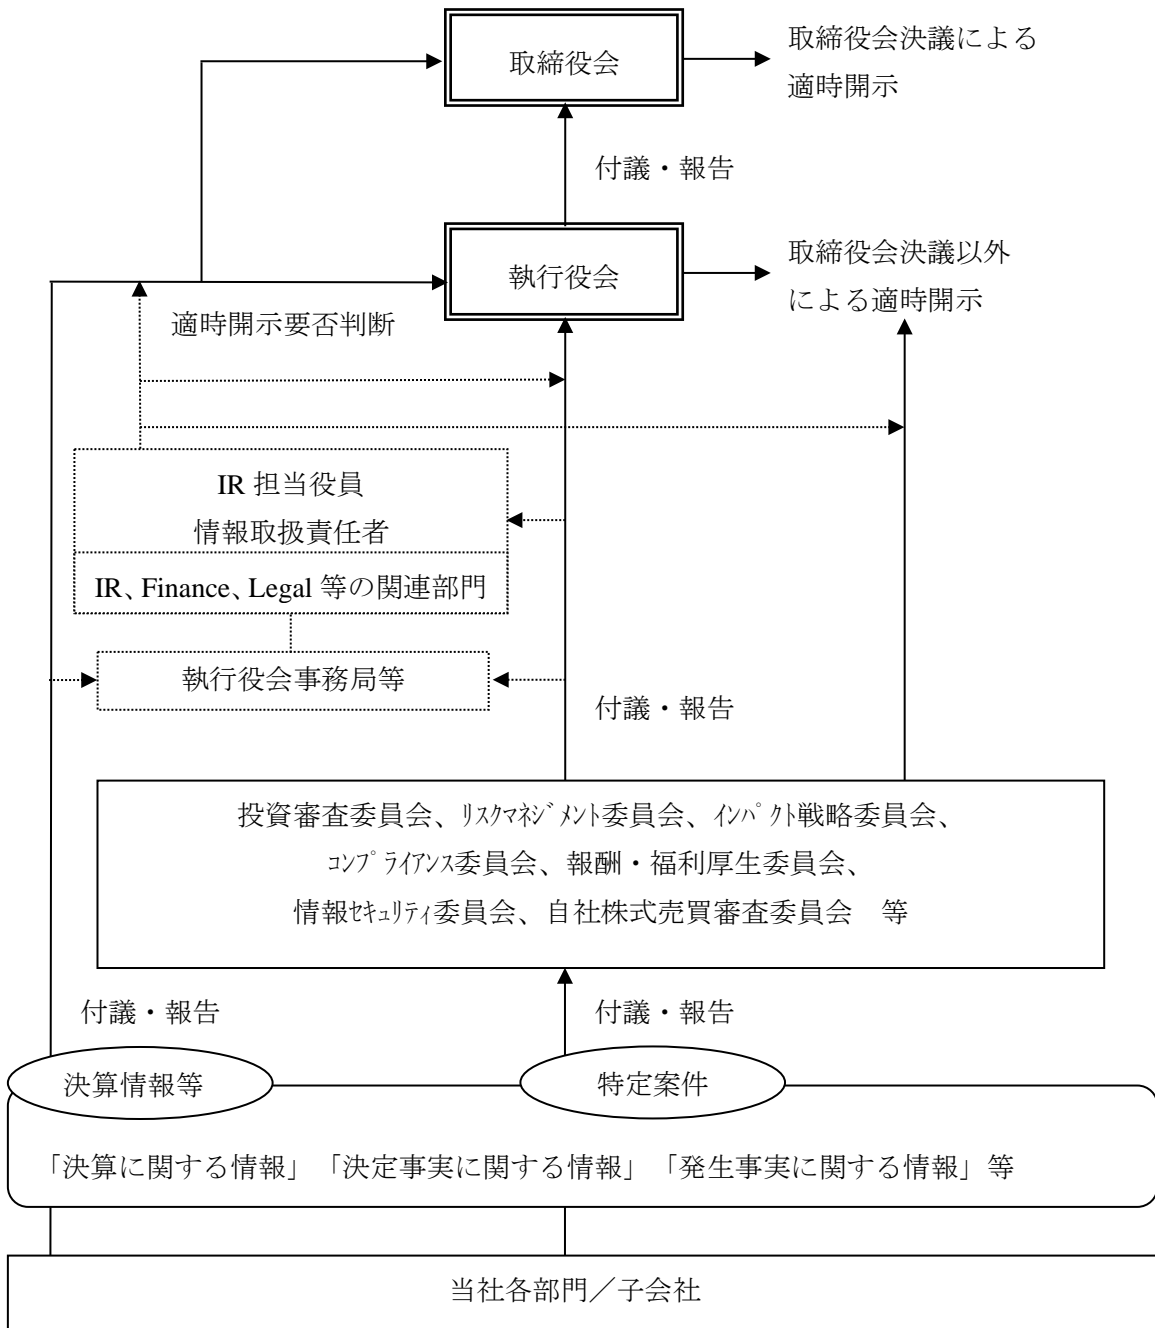 取締役会
取締役会決議による
適時開示
付議・報告
執行役会
取締役会決議以外
による適時開示
適時開示要否判断
IR 担当役員
情報取扱責任者
IR、Finance、Legal 等の関連部門
執行役会事務局等
付議・報告
投資審査委員会、ﾘｽｸﾏﾈｼﾞﾒﾝﾄ委員会、ｲﾝﾊﾟｸﾄ戦略委員会、
ｺﾝﾌﾟﾗｲｱﾝｽ委員会、報酬・福利厚生委員会、
情報ｾｷｭﾘﾃｨ委員会、自社株式売買審査委員会　等
付議・報告
付議・報告
決算情報等
特定案件
「決算に関する情報」「決定事実に関する情報」「発生事実に関する情報」等
当社各部門／子会社